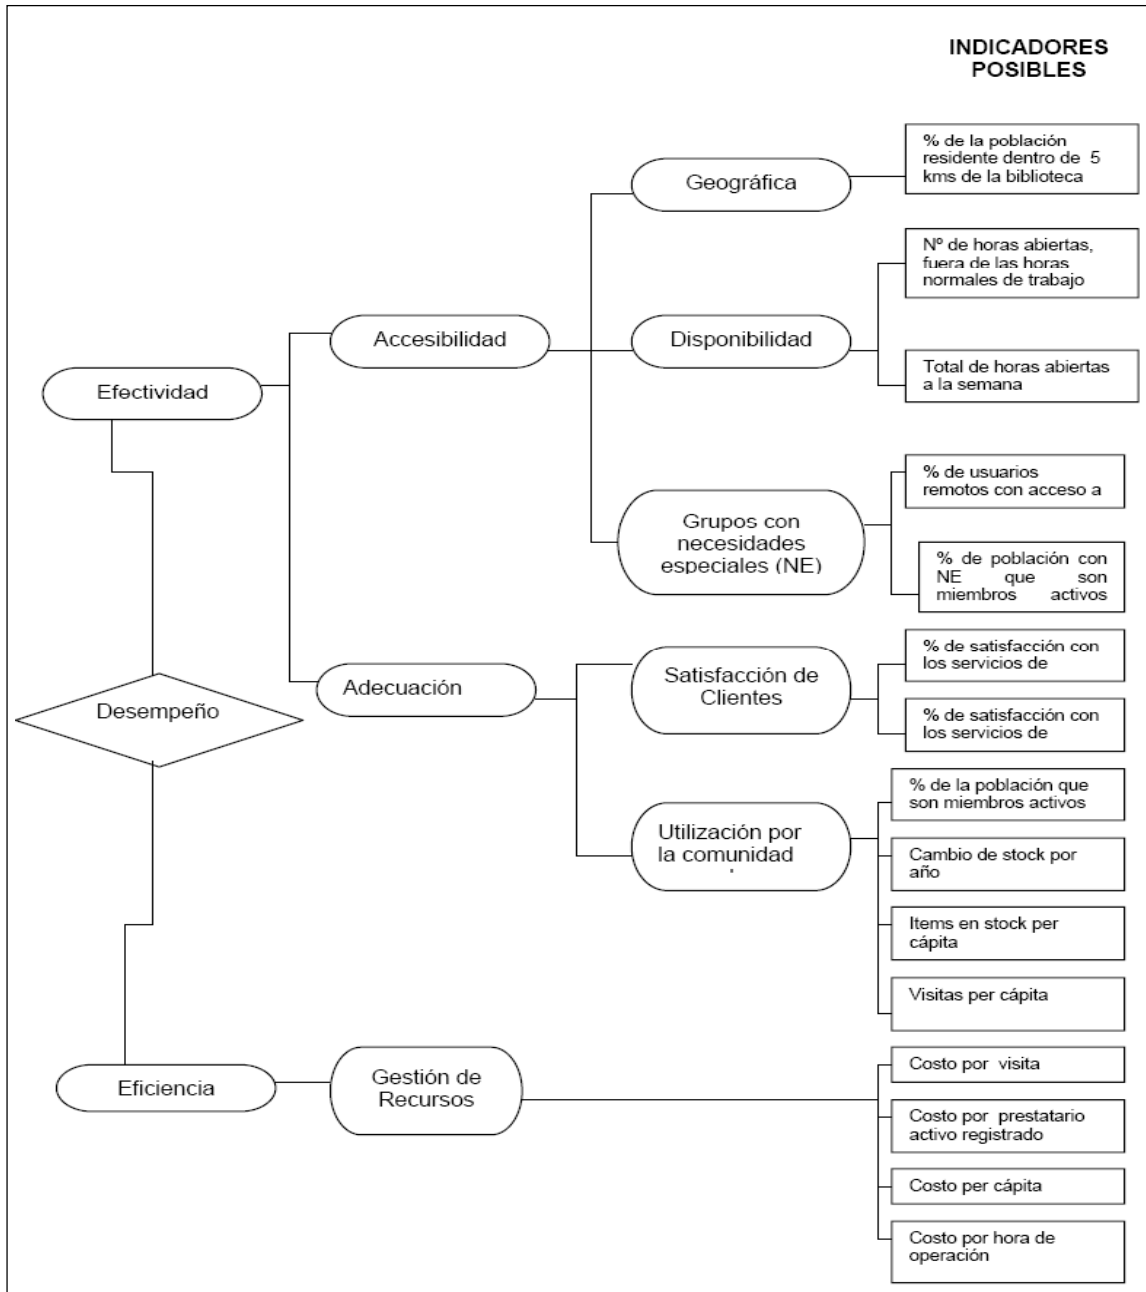 INDICADORES
POSIBLES
% de la población
residente dentro de 5
kms de la biblioteca
Geográfica
Nº de horas abiertas,
fuera de las horas
normales de trabajo
Accesibilidad
Disponibilidad
Total de horas abiertas
a la semana
Efectividad
% de usuarios
remotos con acceso a
Grupos con
necesidades
especiales (NE)
% de población con
NE que son
miembros activos
% de satisfacción con
los servicios de
Satisfacción de
Clientes
Adecuación
% de satisfacción con
los servicios de
Desempeño
% de la población que
son miembros activos
Utilización por
la comunidad
Cambio de stock por
año
Items en stock per
cápita
Visitas per cápita
Costo por visita
Eficiencia
Gestión de
Recursos
Costo por prestatario
activo registrado
Costo per cápita
Costo por hora de
operación